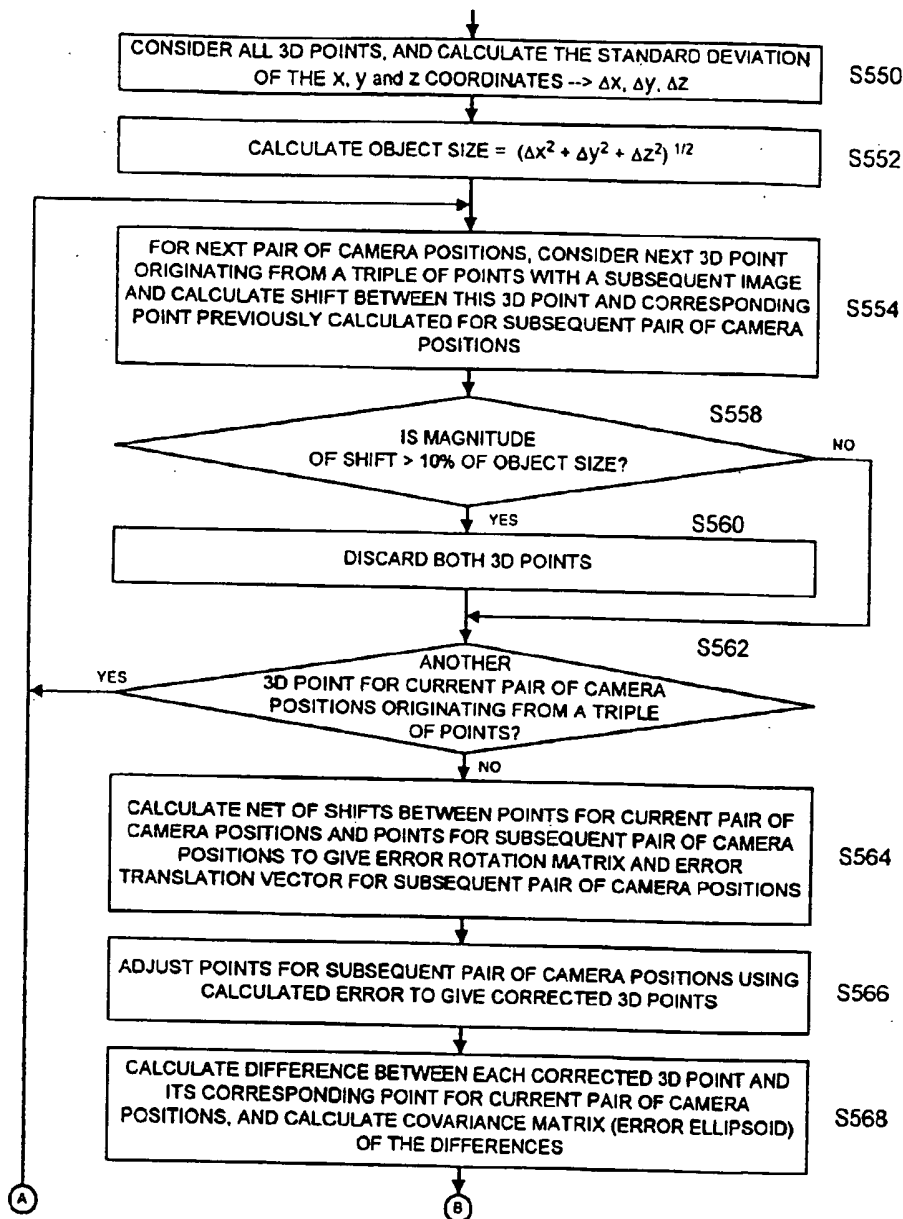 CONSIDER ALL 3D POINTS, AND CALCULATE THE STANDARD DEVIATION
OF THE X, y and z COORDINATES --> Δx, Δy, Δz
S550
CALCULATE OBJECT SIZE = (Δx² + Δy² + Δz²) 1/2
S552
FOR NEXT PAIR OF CAMERA POSITIONS, CONSIDER NEXT 3D POINT
ORIGINATING FROM A TRIPLE OF POINTS WITH A SUBSEQUENT IMAGE
AND CALCULATE SHIFT BETWEEN THIS 3D POINT AND CORRESPONDING
POINT PREVIOUSLY CALCULATED FOR SUBSEQUENT PAIR OF CAMERA
POSITIONS
S554
S558
IS MAGNITUDE
OF SHIFT > 10% OF OBJECT SIZE?
NO
YES
S560
DISCARD BOTH 3D POINTS
S562
YES
ANOTHER
3D POINT FOR CURRENT PAIR OF CAMERA
POSITIONS ORIGINATING FROM A TRIPLE
OF POINTS?
NO
CALCULATE NET OF SHIFTS BETWEEN POINTS FOR CURRENT PAIR OF
CAMERA POSITIONS AND POINTS FOR SUBSEQUENT PAIR OF CAMERA
POSITIONS TO GIVE ERROR ROTATION MATRIX AND ERROR
TRANSLATION VECTOR FOR SUBSEQUENT PAIR OF CAMERA POSITIONS
S564
ADJUST POINTS FOR SUBSEQUENT PAIR OF CAMERA POSITIONS USING
CALCULATED ERROR TO GIVE CORRECTED 3D POINTS
S566
CALCULATE DIFFERENCE BETWEEN EACH CORRECTED 3D POINT AND
ITS CORRESPONDING POINT FOR CURRENT PAIR OF CAMERA
POSITIONS, AND CALCULATE COVARIANCE MATRIX (ERROR ELLIPSOID)
OF THE DIFFERENCES
S568
A
B